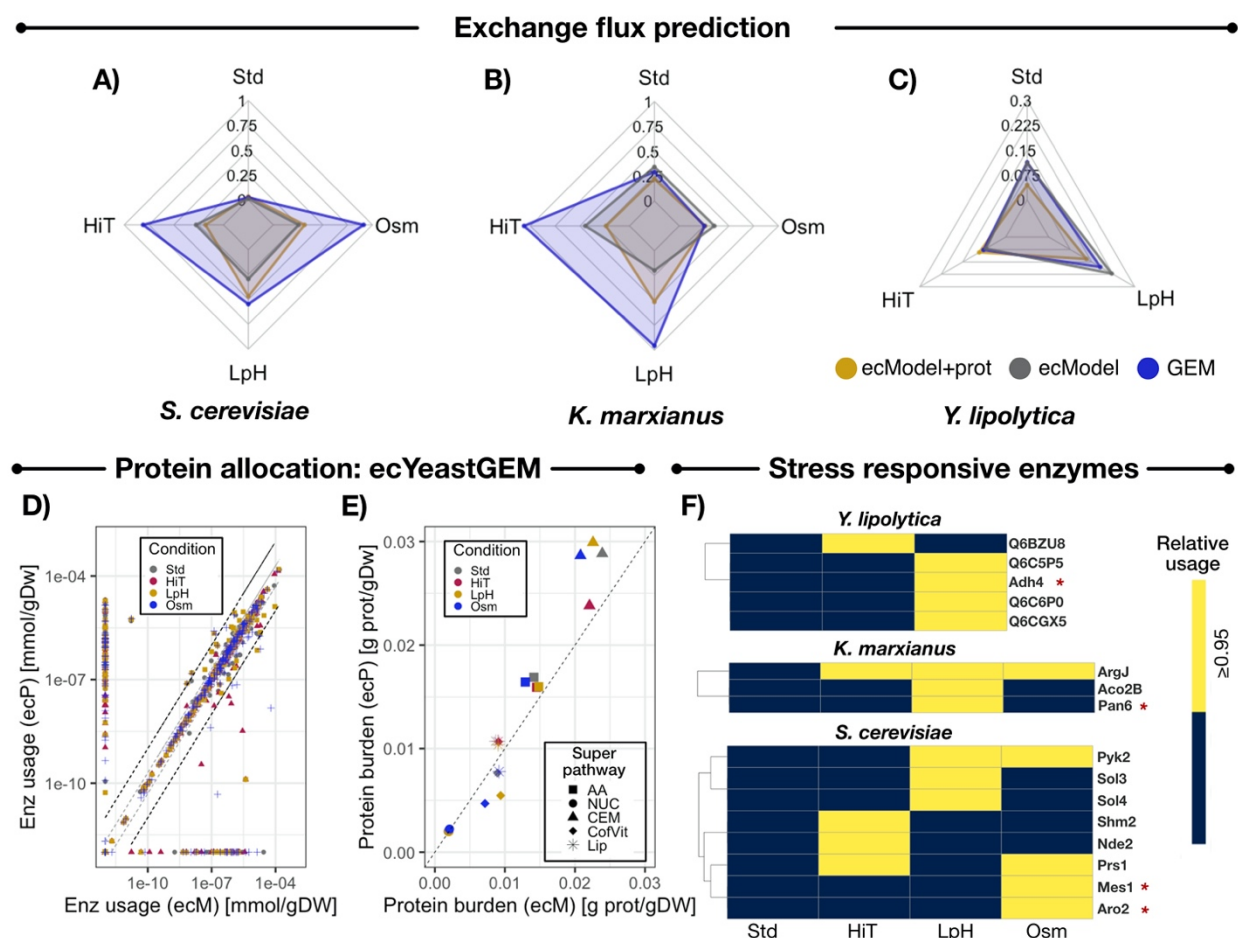 Exchange flux prediction
A)
Std
1
0.75
0.5
0.25
0
HiT
Osm
LpH
S. cerevisiae
B)
Std
1
0.75
0.5
0.25
0
HiT
Osm
LpH
K. marxianus
C)
Std
0.3
0.225
0.15
0.075
0
HiT
LpH
ecModel+prot ecModel GEM
Y. lipolytica
Protein allocation: ecYeastGEM
Stress responsive enzymes
D)
Enz usage (ecP) [mmol/gDw]
1e-04
1e-07
1e-10
Condition
Std
HiT
LpH
Osm
1e-10 1e-07 1e-04
Enz usage (ecM) [mmol/gDW]
E)
Protein burden (ecP) [g prot/gDw]
0.03
0.02
0.01
0.00
Condition
Std
HiT
LpH
Osm
Super
pathway
AA
NUC
CEM
CofVit
Lip
0.00 0.01 0.02 0.03
Protein burden (ecM) [g prot/gDW]
F)
Y. lipolytica
Q6BZU8
Q6C5P5
Adh4 *
Q6C6P0
Q6CGX5
K. marxianus
ArgJ
Aco2B
Pan6 *
S. cerevisiae
Pyk2
Sol3
Sol4
Shm2
Nde2
Prs1
Mes1 *
Aro2 *
Std HiT LpH Osm
Relative
usage
≥0.95